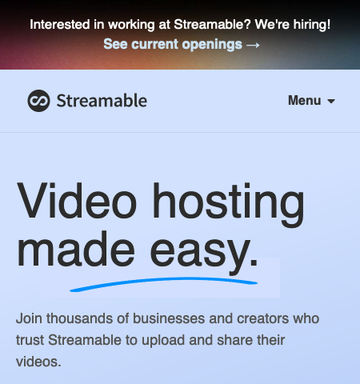 Interested in working at Streamable? We're hiring!
See current openings →
Streamable
Menu
Video hosting
made easy.
Join thousands of businesses and creators who
trust Streamable to upload and share their
videos.